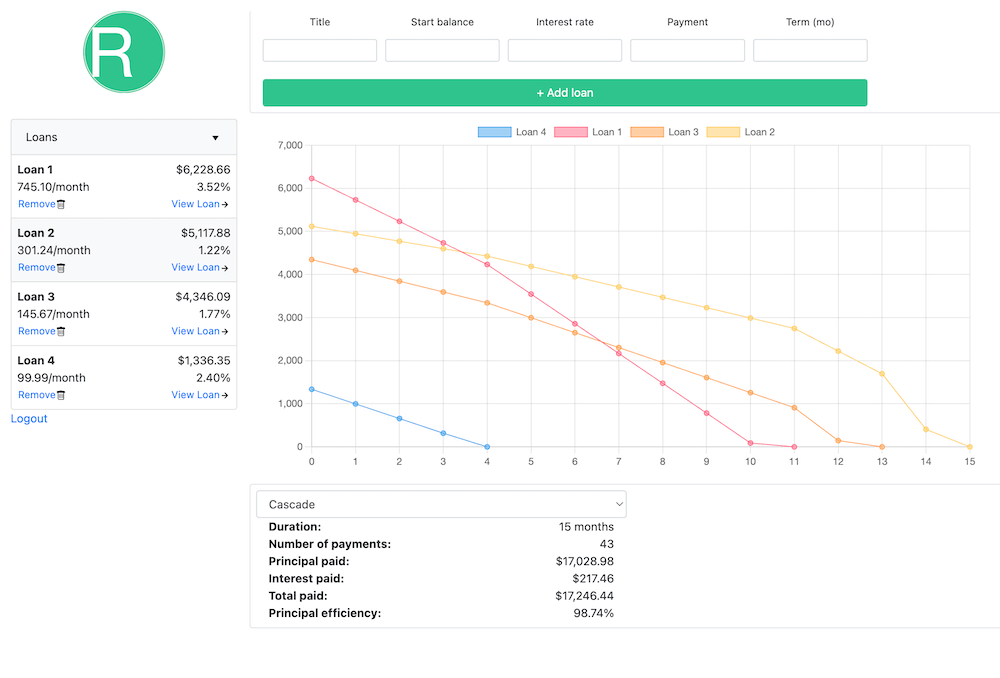 R
Title Start balance Interest rate Payment Term (mo)
+ Add loan
Loans
Loan 1 $6,228.66
745.10/month 3.52%
Remove View Loan
Loan 2 $5,117.88
301.24/month 1.22%
Remove View Loan
Loan 3 $4,346.09
145.67/month 1.77%
Remove View Loan
Loan 4 $1,336.35
99.99/month 2.40%
Remove View Loan
Logout
Loan 4 Loan 1 Loan 3 Loan 2
7,000
6,000
5,000
4,000
3,000
2,000
1,000
0
0 1 2 3 4 5 6 7 8 9 10 11 12 13 14 15
Cascade
Duration: 15 months
Number of payments: 43
Principal paid: $17,028.98
Interest paid: $217.46
Total paid: $17,246.44
Principal efficiency: 98.74%